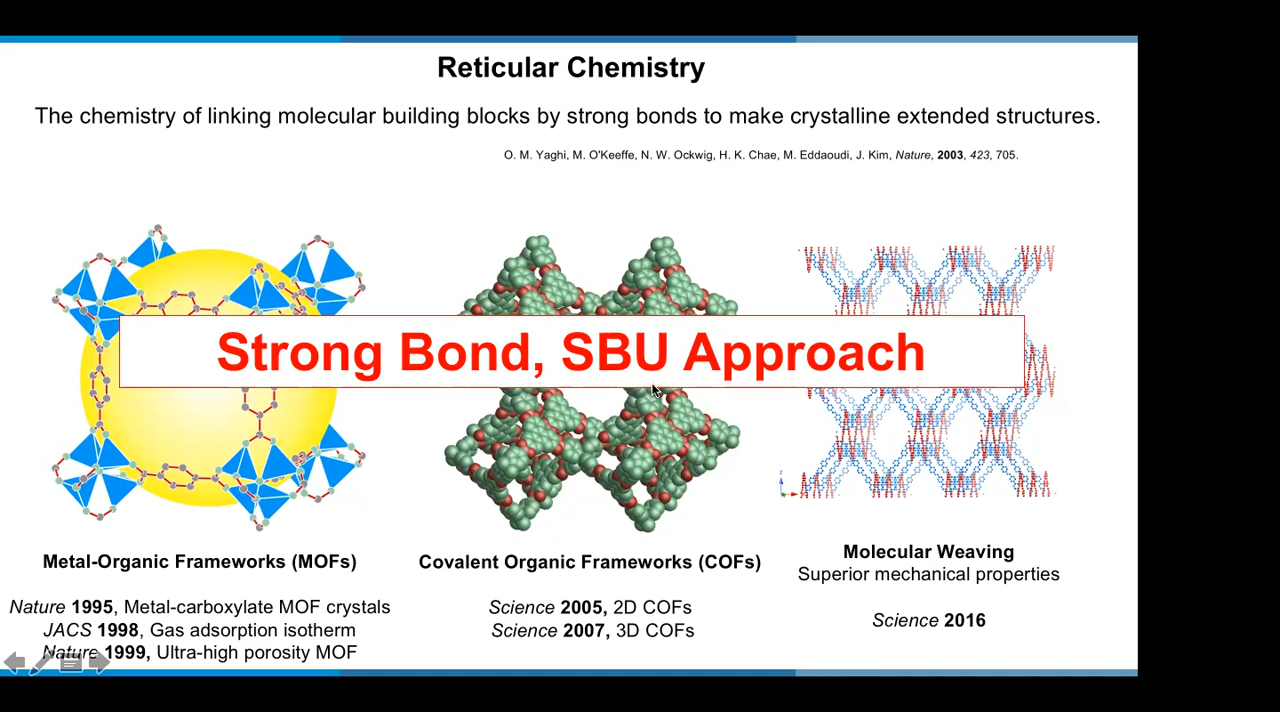 Reticular Chemistry
The chemistry of linking molecular building blocks by strong bonds to make crystalline extended structures.
O. M. Yaghi, M. O'Keeffe, N. W. Ockwig, H. K. Chae, M. Eddaoudi, J. Kim, Nature, 2003, 423, 705.
Strong Bond, SBU Approach
Metal-Organic Frameworks (MOFs)
Nature 1995, Metal-carboxylate MOF crystals
JACS 1998, Gas adsorption isotherm
Nature 1999, Ultra-high porosity MOF
Covalent Organic Frameworks (COFs)
Science 2005, 2D COFs
Science 2007, 3D COFs
Molecular Weaving
Superior mechanical properties
Science 2016